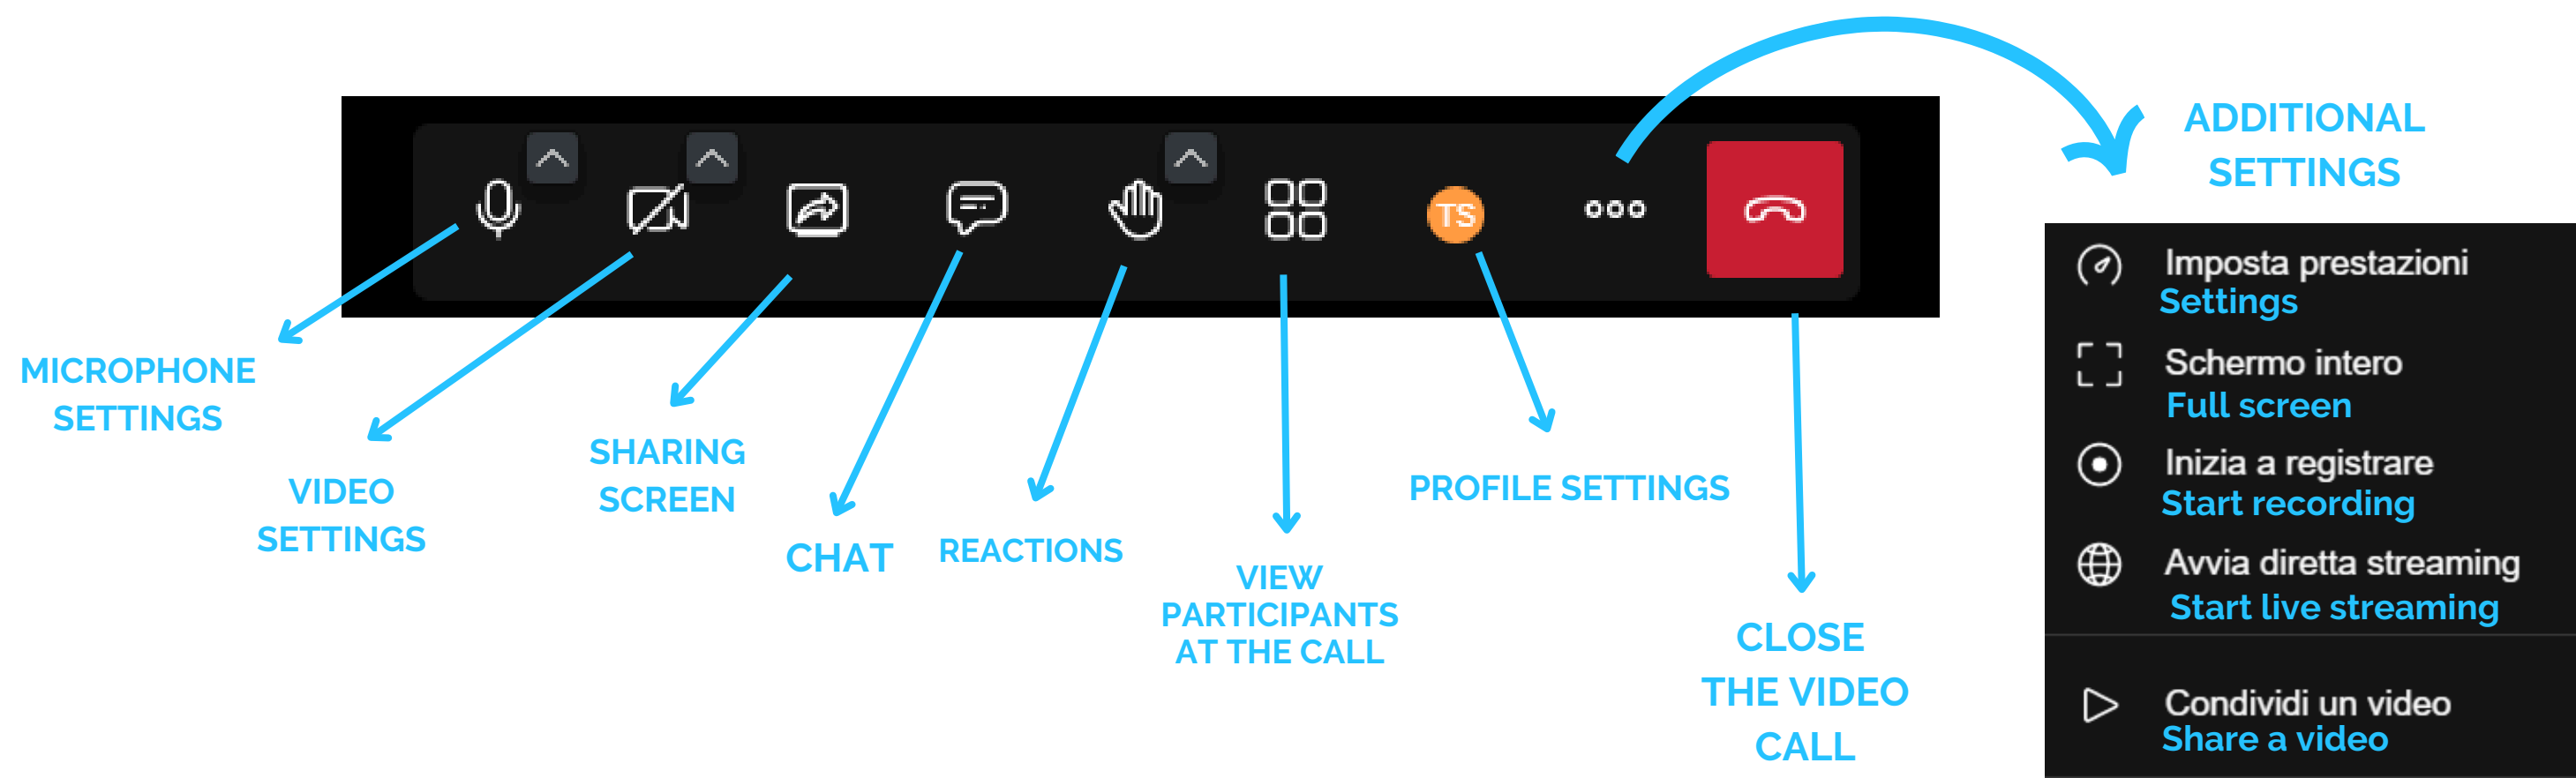 TS
MICROPHONE
SETTINGS
VIDEO
SETTINGS
SHARING
SCREEN
CHAT
REACTIONS
VIEW
PARTICIPANTS
AT THE CALL
PROFILE SETTINGS
CLOSE
THE VIDEO
CALL
ADDITIONAL
SETTINGS
Imposta prestazioni
Settings
Schermo intero
Full screen
Inizia a registrare
Start recording
Avvia diretta streaming
Start live streaming
Condividi un video
Share a video